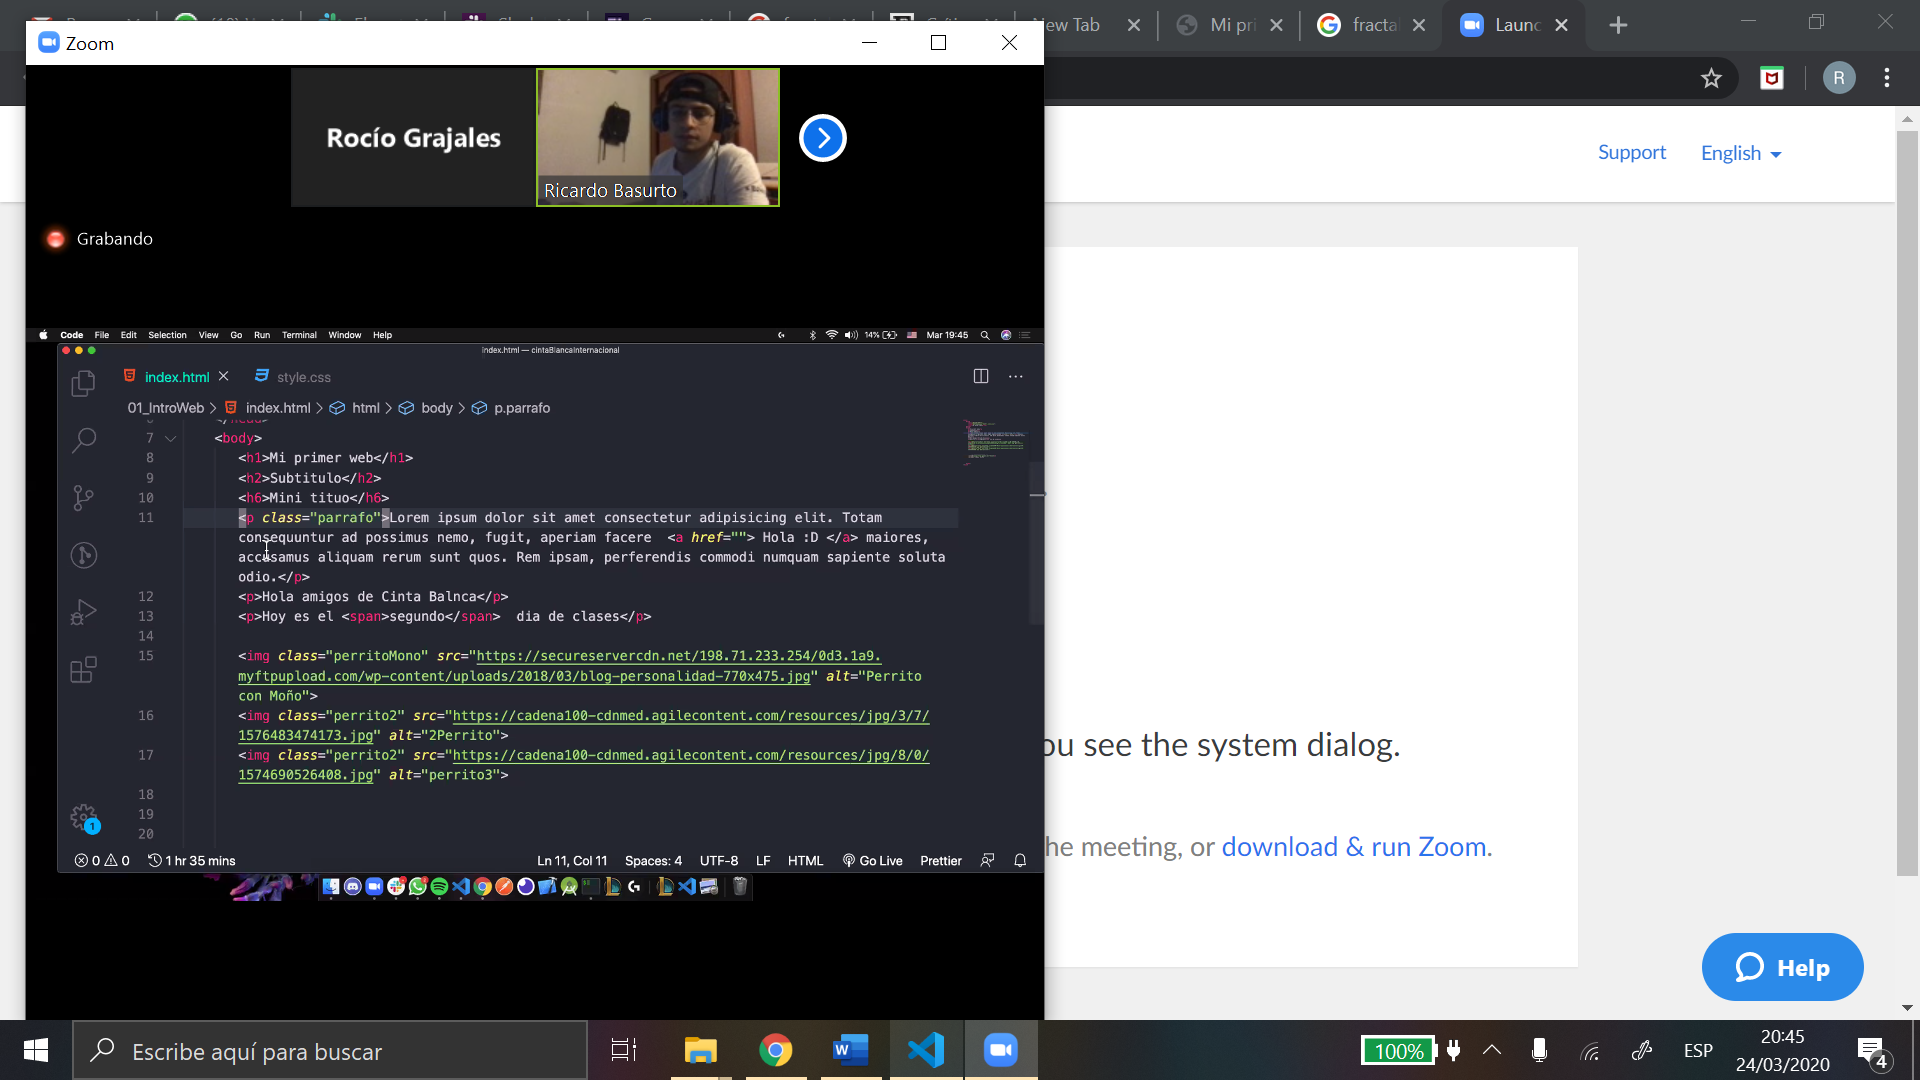 Zoom
New Tab
Mi pri
fracta
Launc
R
Rocío Grajales
Ricardo Basurto
Grabando
Support
English
Code File Edit Selection View Go Run Terminal Window Help
14%
Mar 19:45
index.html — cintaBlancaInternacional
index.html
style.css
01_IntroWeb > index.html > html > body > p.parrafo
7 <body>
8 <h1>Mi primer web</h1>
9 <h2>Subtitulo</h2>
10 <h6>Mini tituo</h6>
11 <p class="parrafo">Lorem ipsum dolor sit amet consectetur adipisicing elit. Totam
consequuntur ad possimus nemo, fugit, aperiam facere <a href=""> Hola :D </a> maiores,
accusamus aliquam rerum sunt quos. Rem ipsam, perferendis commodi numquam sapiente soluta
odio.</p>
12 <p>Hola amigos de Cinta Balnca</p>
13 <p>Hoy es el <span>segundo</span> dia de clases</p>
14
15 <img class="perritoMono" src="https://secureservercdn.net/198.71.233.254/0d3.1a9.
myftpupload.com/wp-content/uploads/2018/03/blog-personalidad-770x475.jpg" alt="Perrito
con Moño">
16 <img class="perrito2" src="https://cadena100-cdnmed.agilecontent.com/resources/jpg/3/7/
1576483474173.jpg" alt="2Perrito">
17 <img class="perrito2" src="https://cadena100-cdnmed.agilecontent.com/resources/jpg/8/0/
1574690526408.jpg" alt="perrito3">
18
19
20
1
0 0 1 hr 35 mins
Ln 11, Col 11 Spaces: 4 UTF-8 LF HTML Go Live Prettier
ou see the system dialog.
he meeting, or download & run Zoom.
Help
Escribe aquí para buscar
100%
ESP
20:45
24/03/2020
4